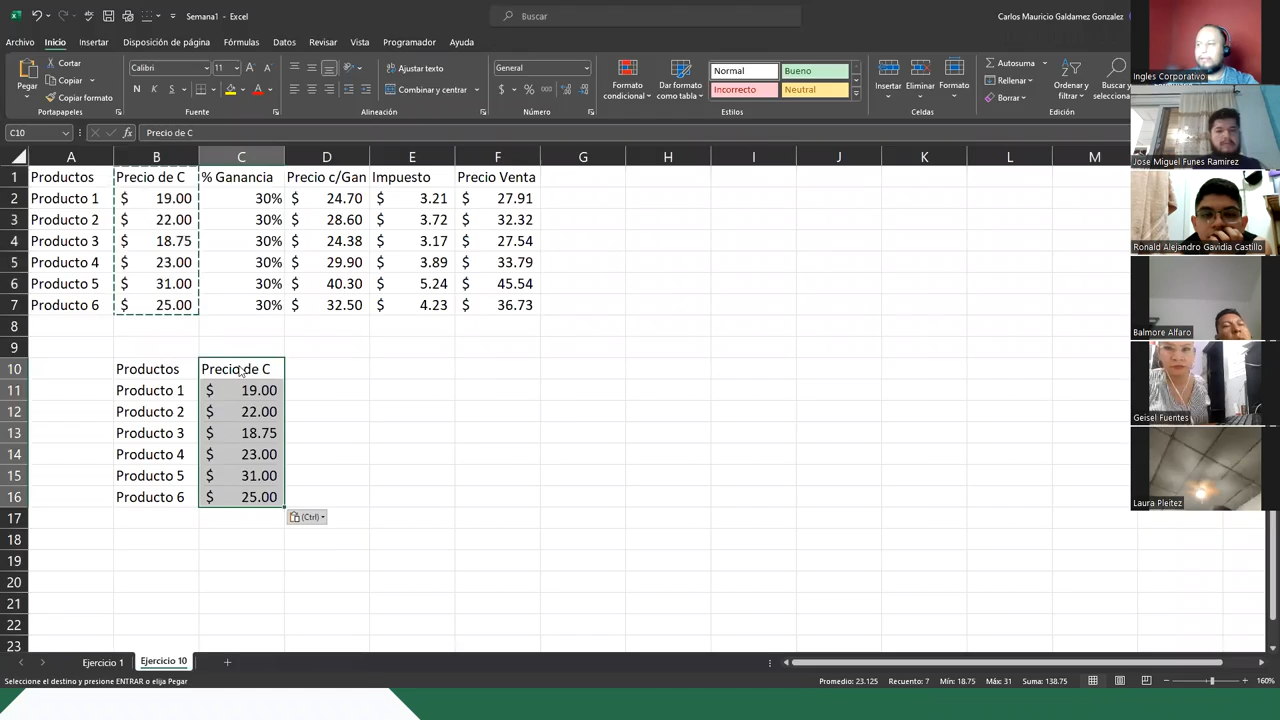 Semana1 - Excel
Buscar
Carlos Mauricio Galdamez Gonzalez
Archivo Inicio Insertar Disposición de página Fórmulas Datos Revisar Vista Programador Ayuda
Pegar
Cortar
Copiar
Copiar formato
Portapapeles
Calibri 11
N K S
Fuente
Ajustar texto
Combinar y centrar
Alineación
General
$ % 000
Número
Formato condicional
Dar formato como tabla
Normal Bueno
Incorrecto Neutral
Estilos
Insertar Eliminar Formato
Celdas
Autosuma
Rellenar
Borrar
Ordenar y filtrar
Buscar y selecciona
Edición
C10 fx Precio de C
A B C D E F G H I J K L M
1 Productos Precio de C % Ganancia Precio c/Gan Impuesto Precio Venta
2 Producto 1 $ 19.00 30% $ 24.70 $ 3.21 $ 27.91
3 Producto 2 $ 22.00 30% $ 28.60 $ 3.72 $ 32.32
4 Producto 3 $ 18.75 30% $ 24.38 $ 3.17 $ 27.54
5 Producto 4 $ 23.00 30% $ 29.90 $ 3.89 $ 33.79
6 Producto 5 $ 31.00 30% $ 40.30 $ 5.24 $ 45.54
7 Producto 6 $ 25.00 30% $ 32.50 $ 4.23 $ 36.73
8
9
10 Productos Precio de C
11 Producto 1 $ 19.00
12 Producto 2 $ 22.00
13 Producto 3 $ 18.75
14 Producto 4 $ 23.00
15 Producto 5 $ 31.00
16 Producto 6 $ 25.00
17 (Ctrl)
18
19
20
21
22
23
Ejercicio 1 Ejercicio 10
Seleccione el destino y presione ENTRAR o elija Pegar
Promedio: 23.125 Recuento: 7 Mín: 18.75 Máx: 31 Suma: 138.75
160%
Ingles Corporativo
Jose Miguel Funes Ramirez
Ronald Alejandro Gavidia Castillo
Balmore Alfaro
Geisel Fuentes
Laura Pleitez